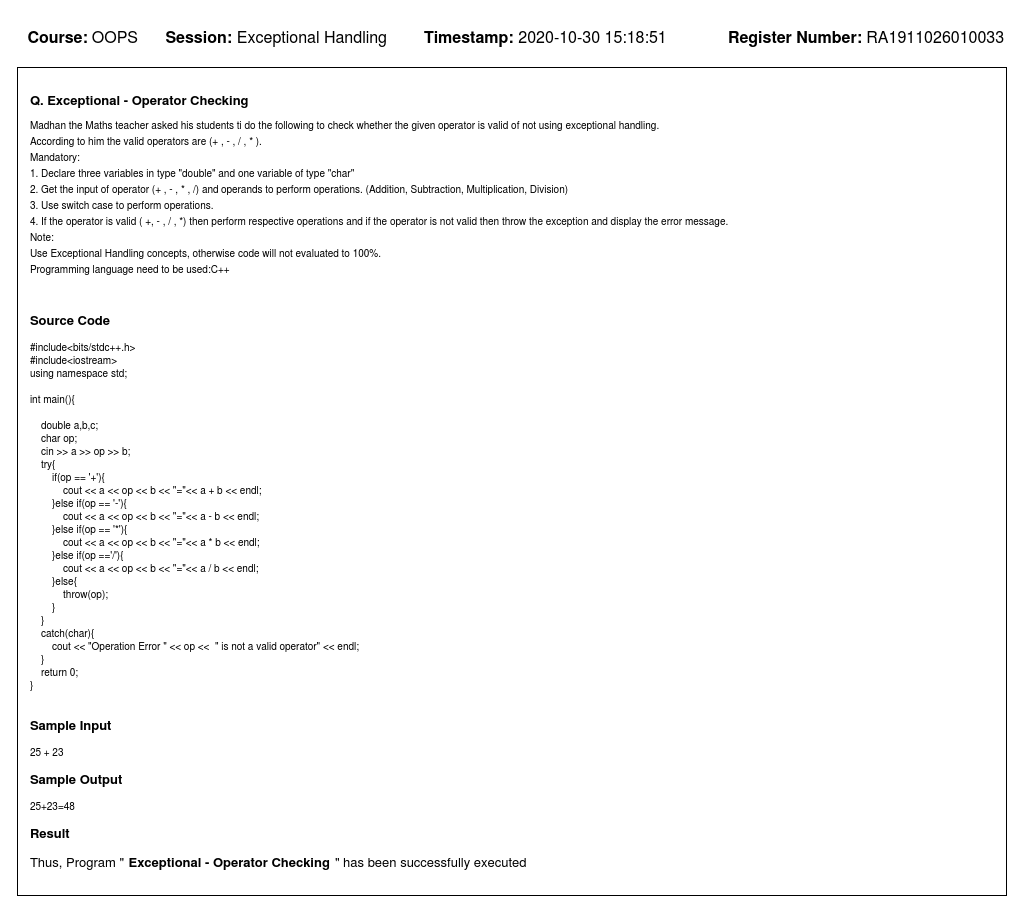 Course: OOPS Session: Exceptional Handling Timestamp: 2020-10-30 15:18:51 Register Number: RA1911026010033
Q. Exceptional - Operator Checking
Madhan the Maths teacher asked his students ti do the following to check whether the given operator is valid of not using exceptional handling.
According to him the valid operators are (+ , - , / , * ).
Mandatory:
1. Declare three variables in type "double" and one variable of type "char"
2. Get the input of operator (+ , - , * , /) and operands to perform operations. (Addition, Subtraction, Multiplication, Division)
3. Use switch case to perform operations.
4. If the operator is valid ( +, - , / , *) then perform respective operations and if the operator is not valid then throw the exception and display the error message.
Note:
Use Exceptional Handling concepts, otherwise code will not evaluated to 100%.
Programming language need to be used:C++
Source Code
#include<bits/stdc++.h>
#include<iostream>
using namespace std;
int main(){
    double a,b,c;
    char op;
    cin >> a >> op >> b;
    try{
        if(op == '+'){
            cout << a << op << b << "="<< a + b << endl;
        }else if(op == '-'){
            cout << a << op << b << "="<< a - b << endl;
        }else if(op == '*'){
            cout << a << op << b << "="<< a * b << endl;
        }else if(op =='/'){
            cout << a << op << b << "="<< a / b << endl;
        }else{
            throw(op);
        }
    }
    catch(char){
        cout << "Operation Error " << op <<  " is not a valid operator" << endl;
    }
    return 0;
}
Sample Input
25 + 23
Sample Output
25+23=48
Result
Thus, Program " Exceptional - Operator Checking " has been successfully executed